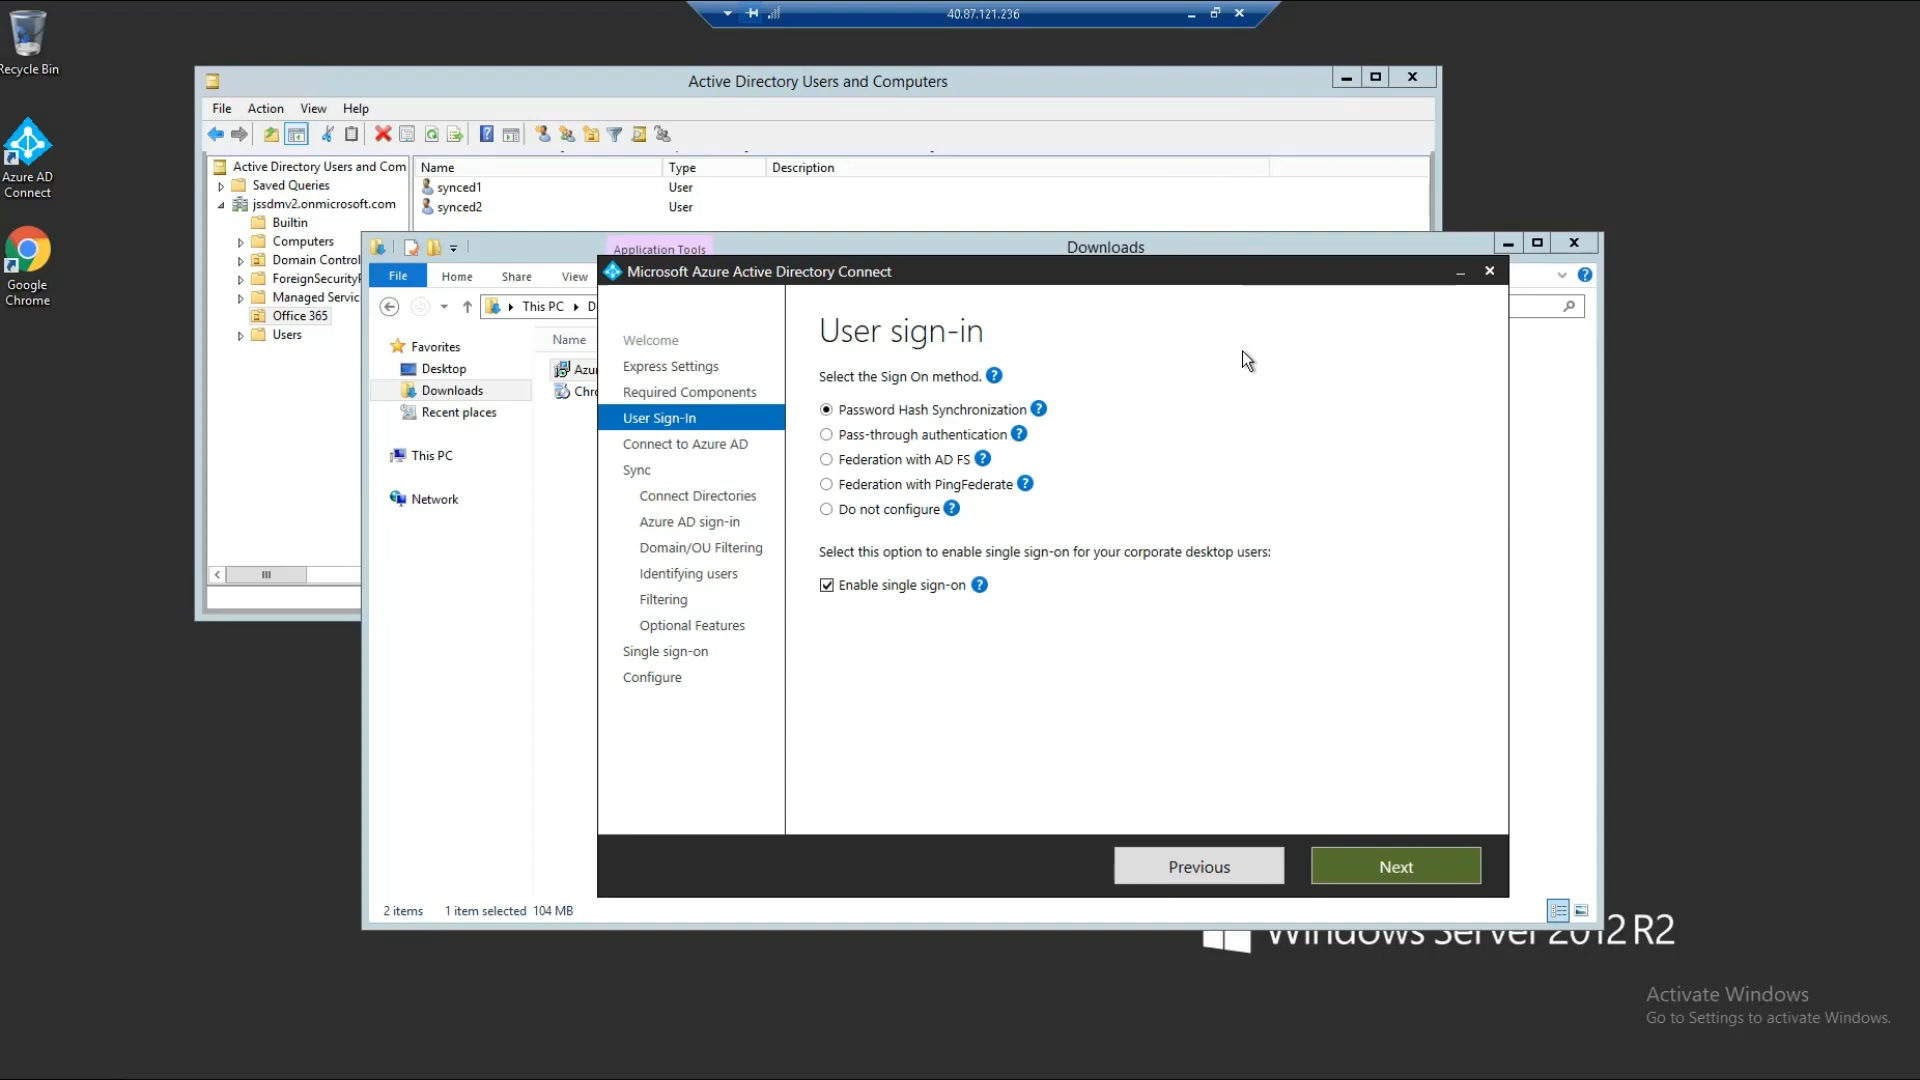 40.87.121.236
Recycle Bin
Azure AD
Connect
Google
Chrome
Active Directory Users and Computers
File Action View Help
Active Directory Users and Com
Saved Queries
jssdmv2.onmicrosoft.com
Builtin
Computers
Domain Control
ForeignSecurityP
Managed Servic
Office 365
Users
Name Type Description
synced1 User
synced2 User
Application Tools
Downloads
File Home Share View
This PC D
Favorites
Desktop
Downloads
Recent places
This PC
Network
Name
Azu
Chr
2 items 1 item selected 104 MB
Microsoft Azure Active Directory Connect
Welcome
Express Settings
Required Components
User Sign-In
Connect to Azure AD
Sync
Connect Directories
Azure AD sign-in
Domain/OU Filtering
Identifying users
Filtering
Optional Features
Single sign-on
Configure
User sign-in
Select the Sign On method. ?
Password Hash Synchronization ?
Pass-through authentication ?
Federation with AD FS ?
Federation with PingFederate ?
Do not configure ?
Select this option to enable single sign-on for your corporate desktop users:
Enable single sign-on ?
Previous
Next
Windows Server 2012 R2
Activate Windows
Go to Settings to activate Windows.